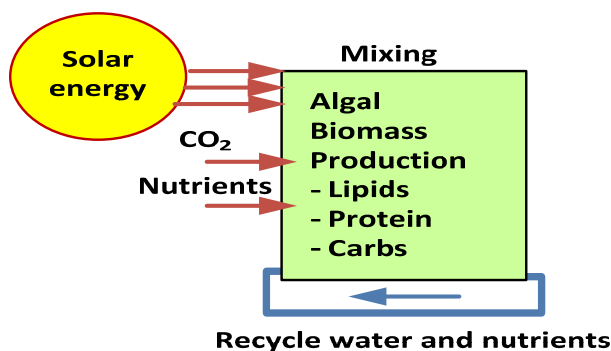 Solar
energy
Mixing
Algal
Biomass
Production
- Lipids
- Protein
- Carbs
CO₂
Nutrients
Recycle water and nutrients